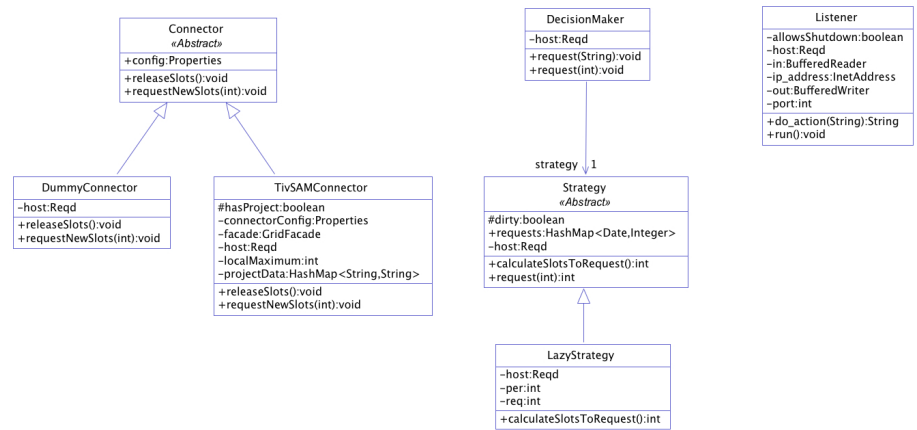 Connector
«Abstract»
+config:Properties
+releaseSlots():void
+requestNewSlots(int):void
DummyConnector
-host:Reqd
+releaseSlots():void
+requestNewSlots(int):void
TivSAMConnector
#hasProject:boolean
-connectorConfig:Properties
-facade:GridFacade
-host:Reqd
-localMaximum:int
-projectData:HashMap<String,String>
+releaseSlots():void
+requestNewSlots(int):void
DecisionMaker
-host:Reqd
+request(String):void
+request(int):void
strategy 1
Strategy
«Abstract»
#dirty:boolean
+requests:HashMap<Date,Integer>
-host:Reqd
+calculateSlotsToRequest():int
+request(int):int
LazyStrategy
-host:Reqd
-per:int
-req:int
+calculateSlotsToRequest():int
Listener
-allowsShutdown:boolean
-host:Reqd
-in:BufferedReader
-ip_address:InetAddress
-out:BufferedWriter
-port:int
+do_action(String):String
+run():void